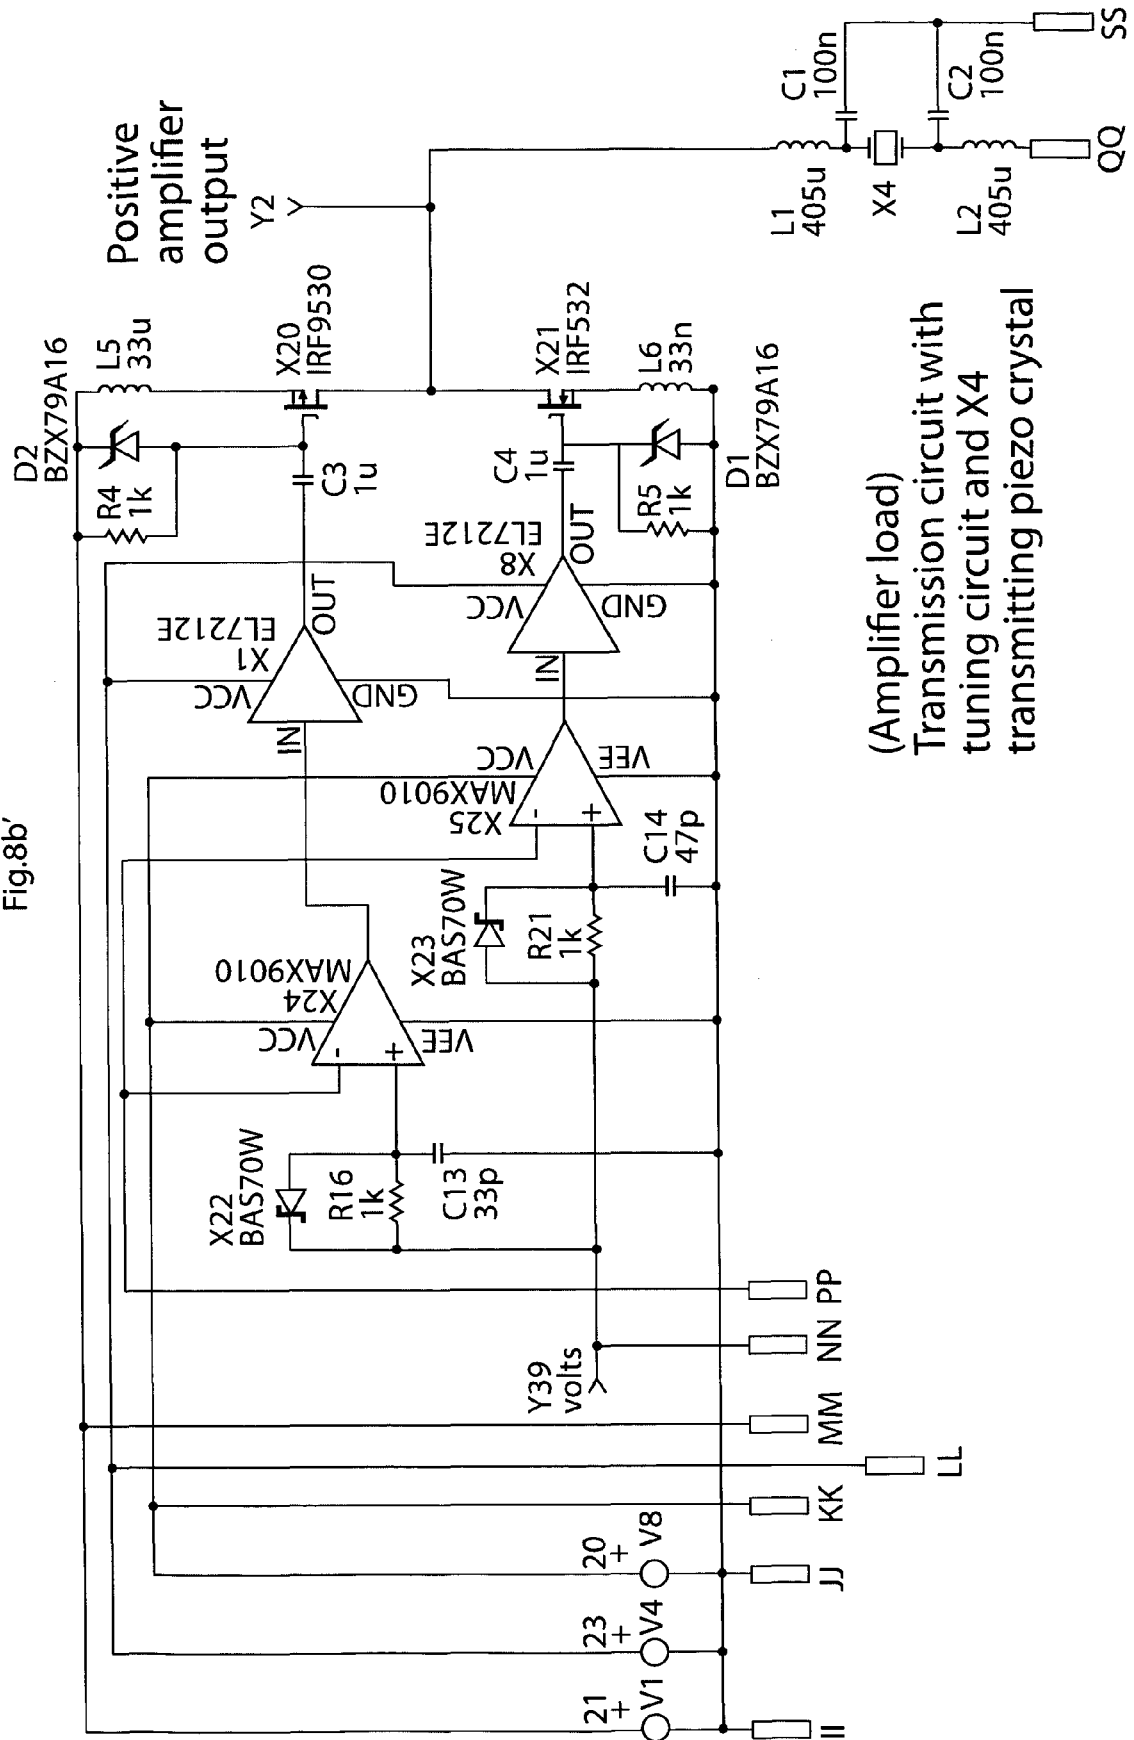 Fig.8b'
D2
BZX79A16
R4
1k
L5
33u
X20
IRF9530
C3
1u
Positive
amplifier
output
Y2
X1
EL7212E
VCC
GND
IN
OUT
X8
EL7212E
VCC
GND
IN
OUT
C4
1u
X21
IRF532
L6
33n
R5
1k
D1
BZX79A16
X24
MAX9010
VCC
VEE
-
+
X25
MAX9010
VCC
VEE
-
+
X22
BAS70W
R16
1k
C13
33p
X23
BAS70W
R21
1k
C14
47p
Y39
volts
21
+
V1
23
+
V4
20
+
V8
II
JJ
KK
LL
MM
NN
PP
L1
405u
X4
L2
405u
C1
100n
C2
100n
QQ
SS
(Amplifier load)
Transmission circuit with
tuning circuit and X4
transmitting piezo crystal